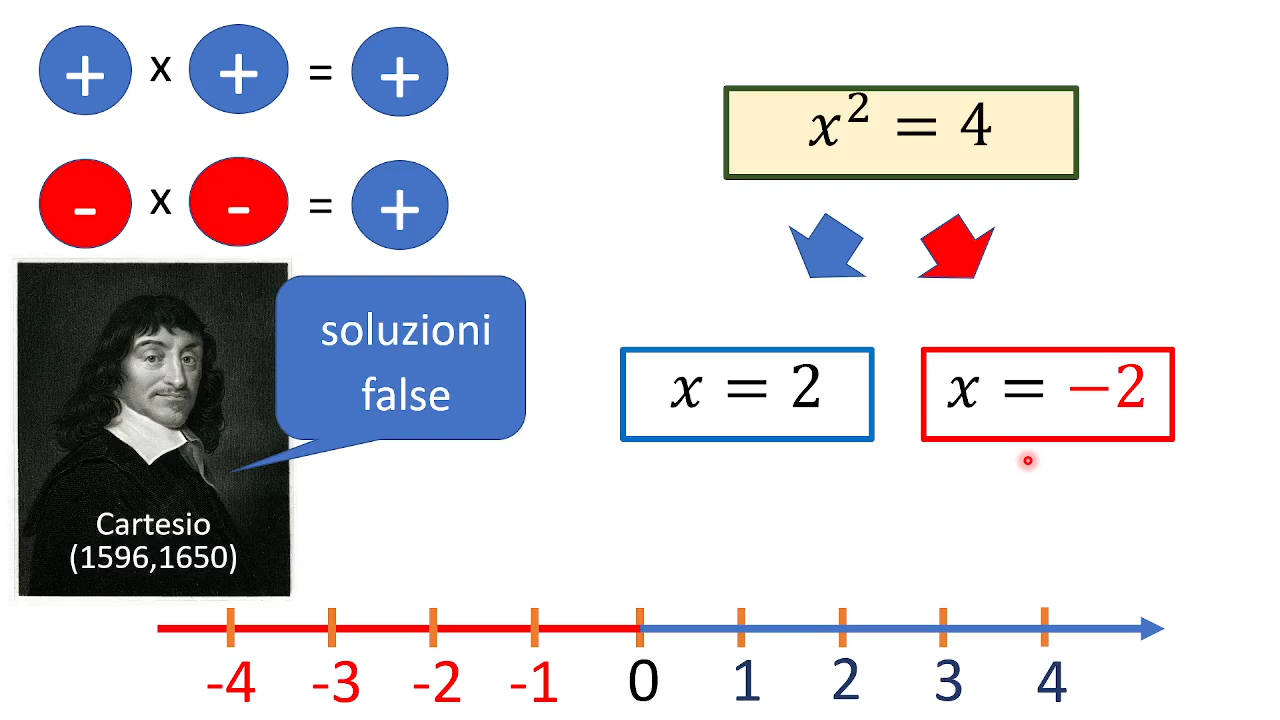 + x + = +
- x - = +
x² = 4
soluzioni
false
x = 2
x = −2
Cartesio
(1596,1650)
-4 -3 -2 -1 0 1 2 3 4